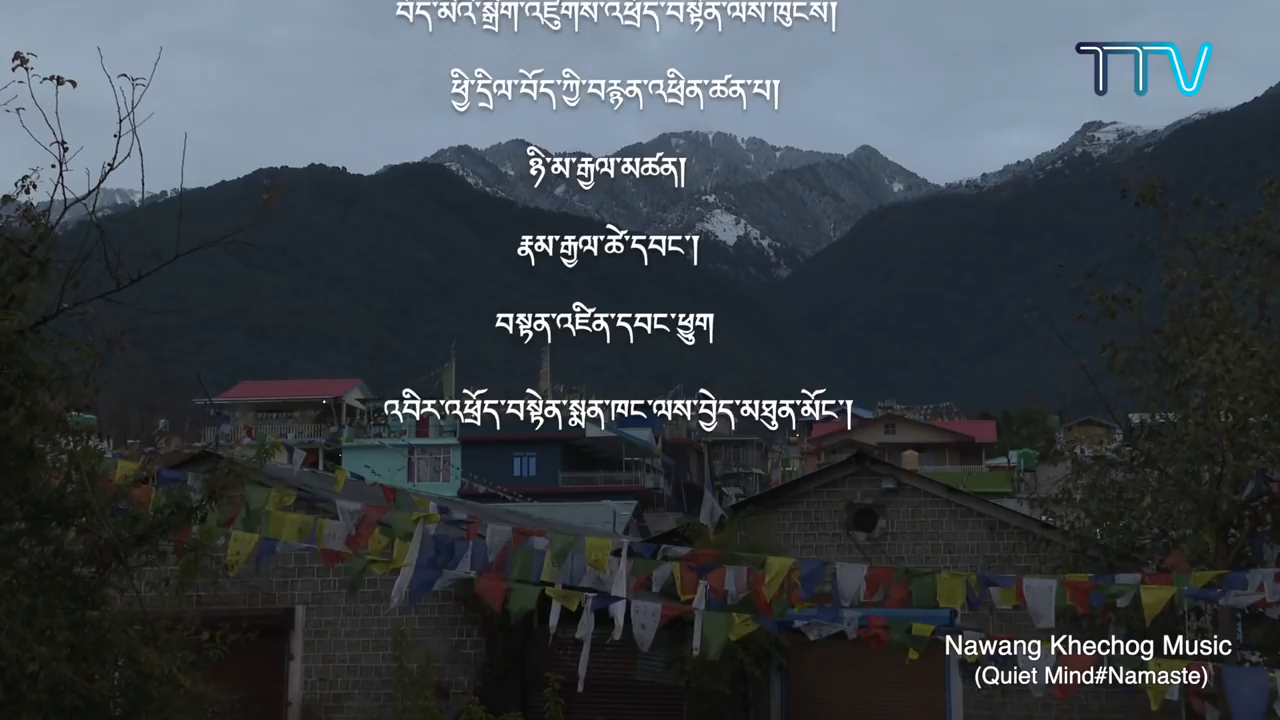 བོད་མིའི་སྒྲིག་འཛུགས་འཕྲོད་བསྟེན་ལས་ཁུངས།
TTV
ཕྱི་དྲིལ་བོད་ཀྱི་བརྙན་འཕྲིན་ཚན་པ།
ཉི་མ་རྒྱལ་མཚན།
རྣམ་རྒྱལ་ཚེ་དབང་།
བསྟན་འཛིན་དབང་ཕྱུག
འབིར་འཕྲོད་བསྟེན་སྨན་ཁང་ལས་བྱེད་མཐུན་མོང་།
Nawang Khechog Music
(Quiet Mind#Namaste)